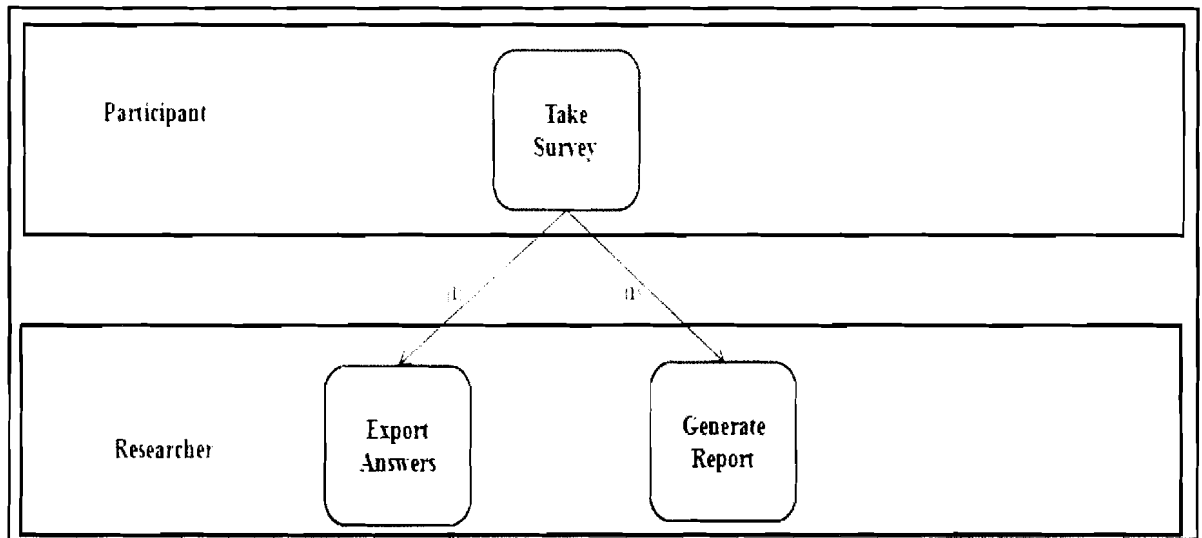 Participant
Take
Survey
Researcher
Export
Answers
Generate
Report